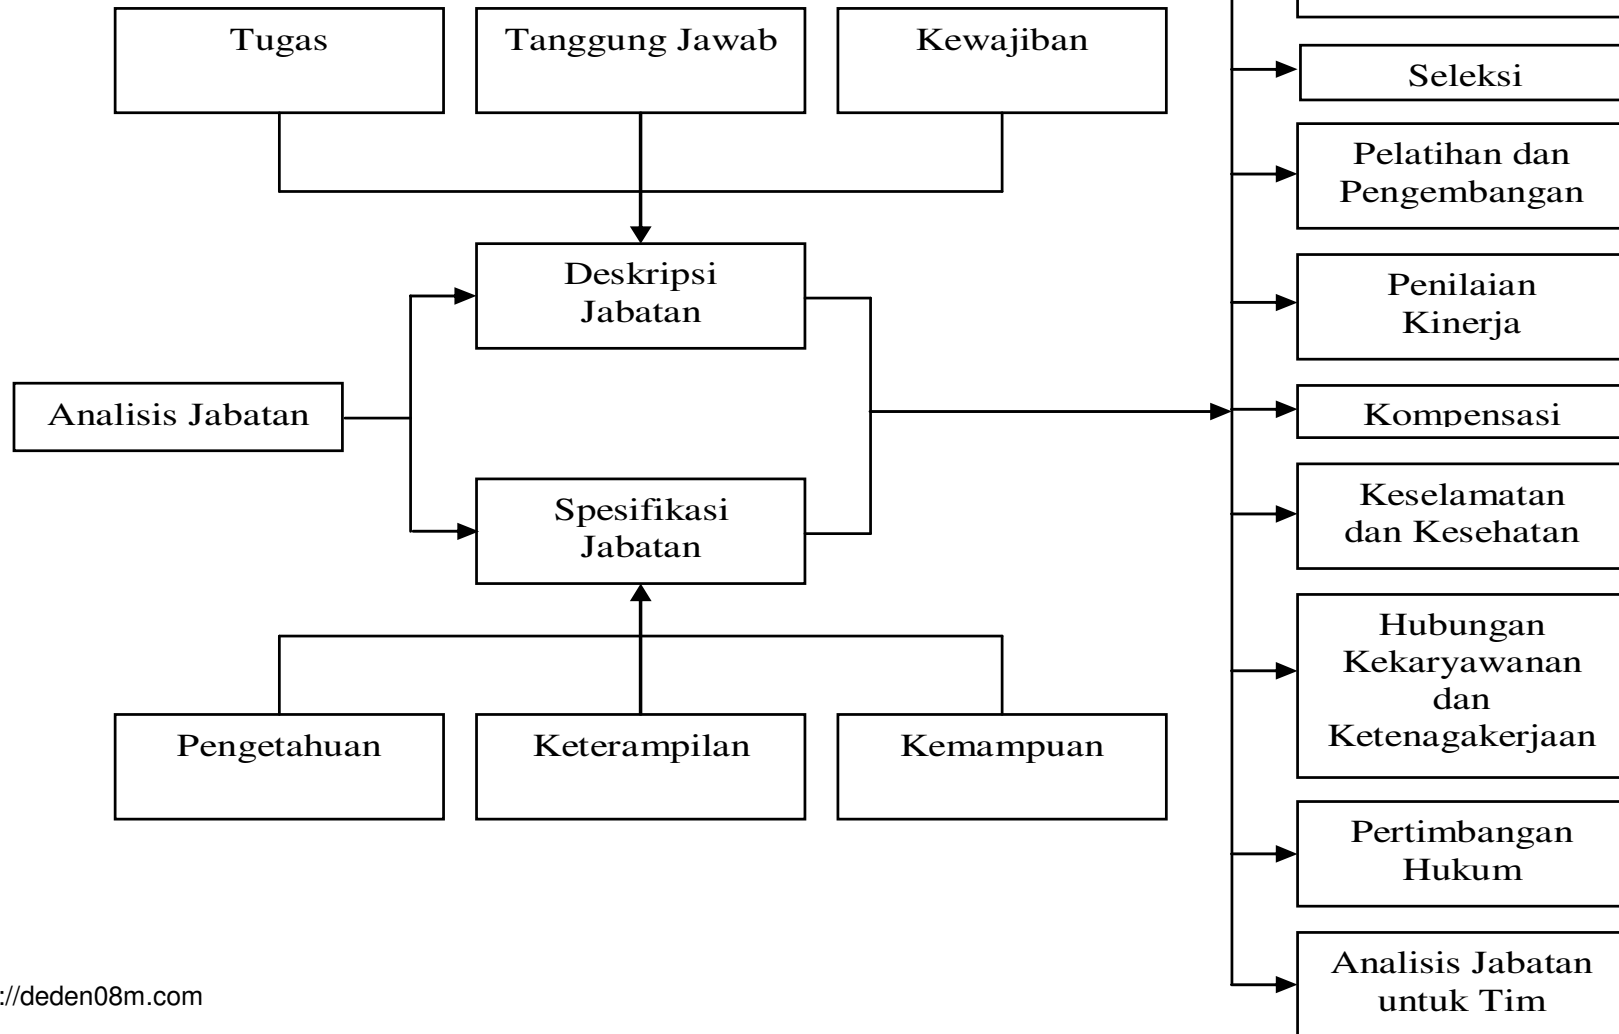 Tugas
Tanggung Jawab
Kewajiban
Seleksi
Pelatihan dan
Pengembangan
Deskripsi
Jabatan
Penilaian
Kinerja
Analisis Jabatan
Kompensasi
Spesifikasi
Jabatan
Keselamatan
dan Kesehatan
Hubungan
Kekaryawanan
dan
Ketenagakerjaan
Pengetahuan
Keterampilan
Kemampuan
Pertimbangan
Hukum
Analisis Jabatan
untuk Tim
://deden08m.com